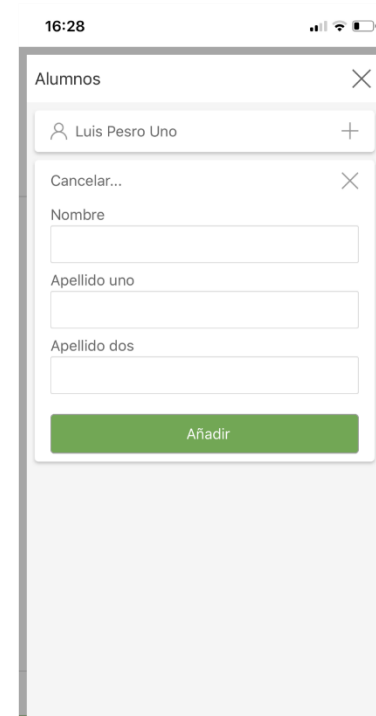 16:28
Alumnos
Luis Pesro Uno
Cancelar...
Nombre
Apellido uno
Apellido dos
Añadir